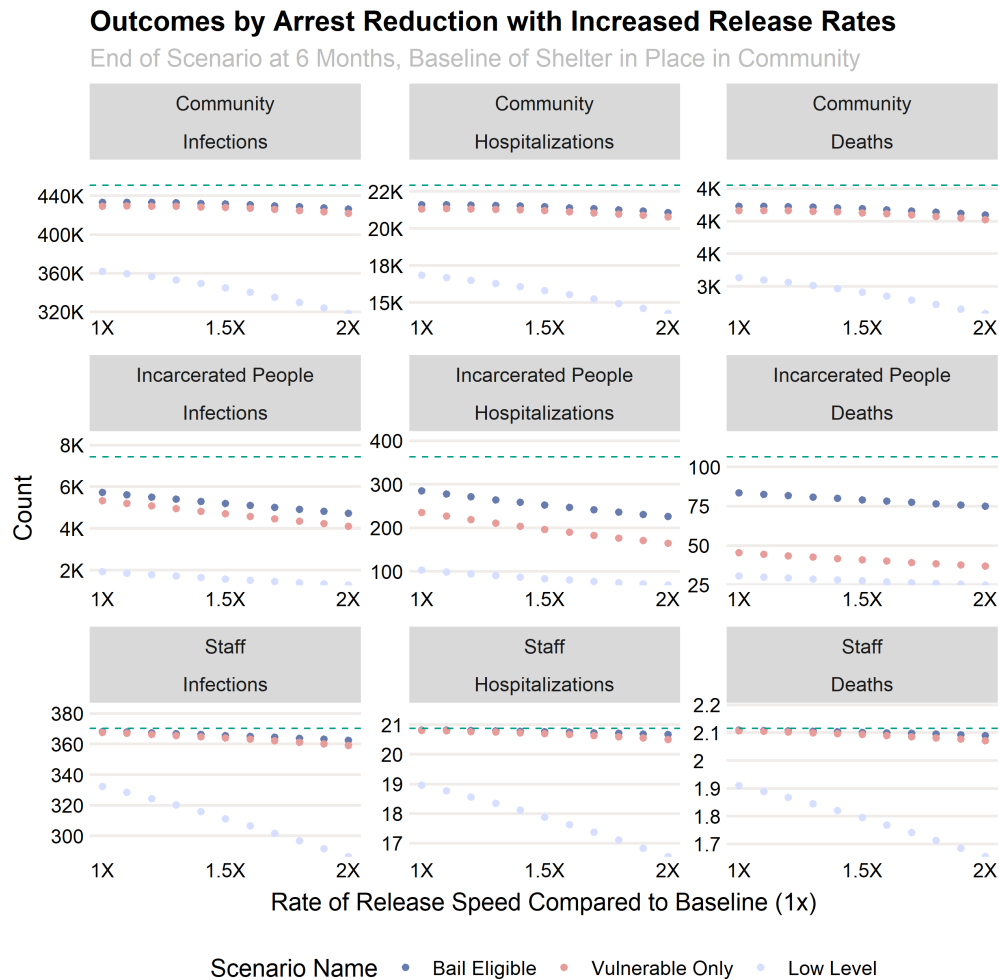 Outcomes by Arrest Reduction with Increased Release Rates
End of Scenario at 6 Months, Baseline of Shelter in Place in Community
Community
Infections
440K
400K
360K
320K
1X
1.5X
2X
Community
Hospitalizations
22K
20K
18K
15K
1X
1.5X
2X
Community
Deaths
4K
4K
4K
3K
1X
1.5X
2X
Count
Incarcerated People
Infections
8K
6K
4K
2K
1X
1.5X
2X
Incarcerated People
Hospitalizations
400
300
200
100
1X
1.5X
2X
Incarcerated People
Deaths
100
75
50
25
1X
1.5X
2X
Staff
Infections
380
360
340
320
300
1X
1.5X
2X
Staff
Hospitalizations
21
20
19
18
17
1X
1.5X
2X
Staff
Deaths
2.2
2.1
2
1.9
1.8
1.7
1X
1.5X
2X
Rate of Release Speed Compared to Baseline (1x)
Scenario Name Bail Eligible Vulnerable Only Low Level